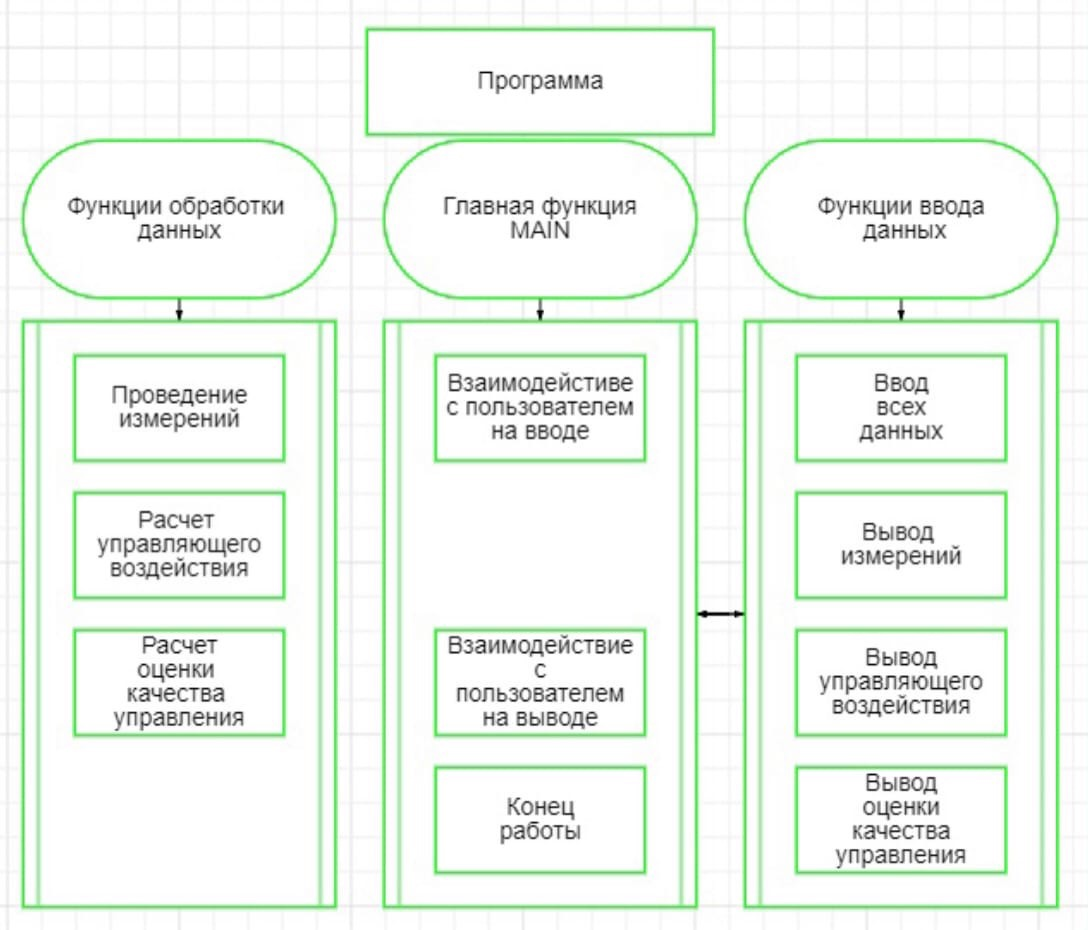 Программа
Функции обработки
данных
Главная функция
MAIN
Функции ввода
данных
Проведение
измерений
Расчет
управляющего
воздействия
Расчет
оценки
качества
управления
Взаимодейстиве
с пользователем
на вводе
Взаимодействие
с
пользователем
на выводе
Конец
работы
Ввод
всех
данных
Вывод
измерений
Вывод
управляющего
воздействия
Вывод
оценки
качества
управления